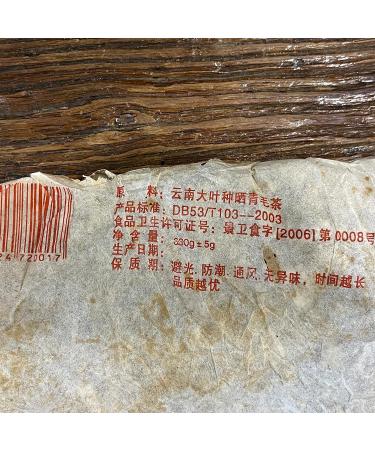 原 料：云南大叶种晒青毛茶
产品标准：DB53/T103--2003
食品卫生许可证号：景卫食字[2006]第0008号
净 含 量：330g±5g
生产日期：
保 质 期：避光.防潮.通风.无异味，时间越长
品质越优
24 720017